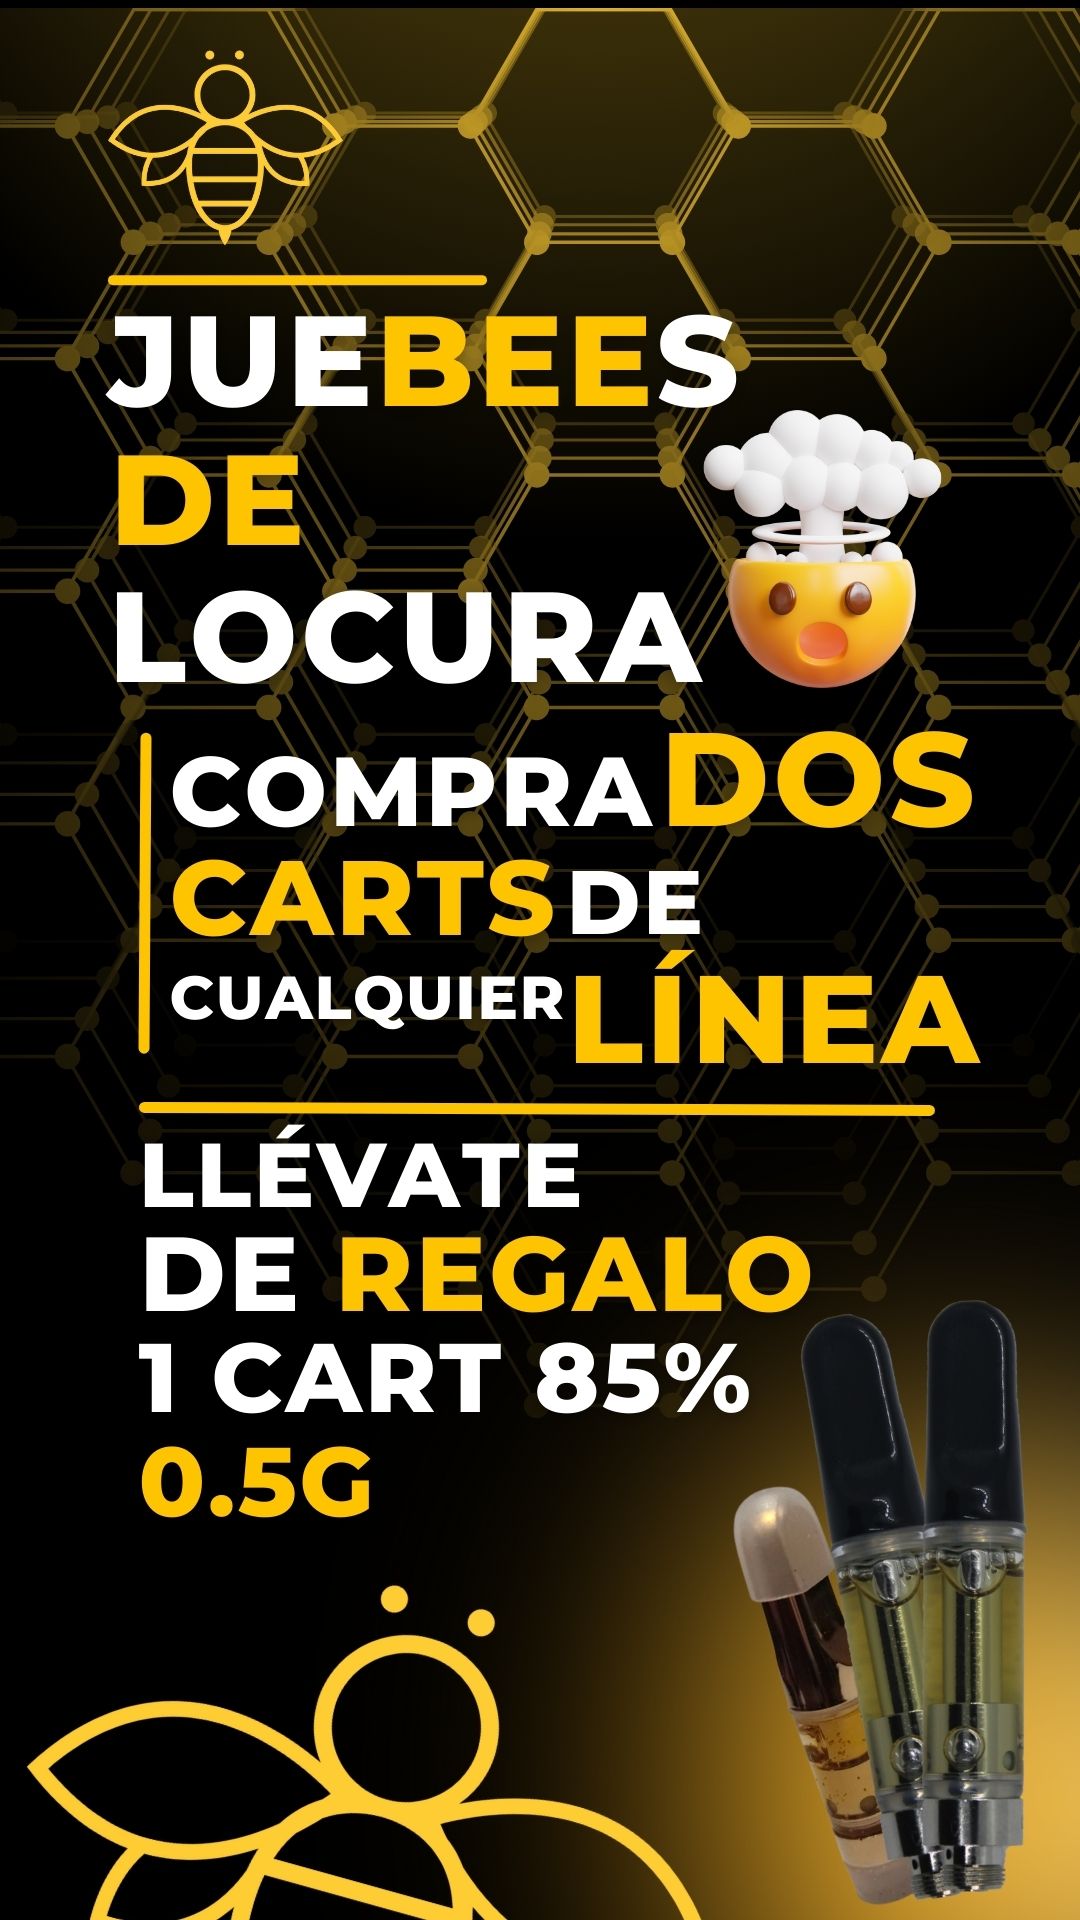 JUEBEES
DE
LOCURA
COMPRA DOS
CARTS DE
CUALQUIER LÍNEA
LLÉVATE
DE REGALO
1 CART 85%
0.5G